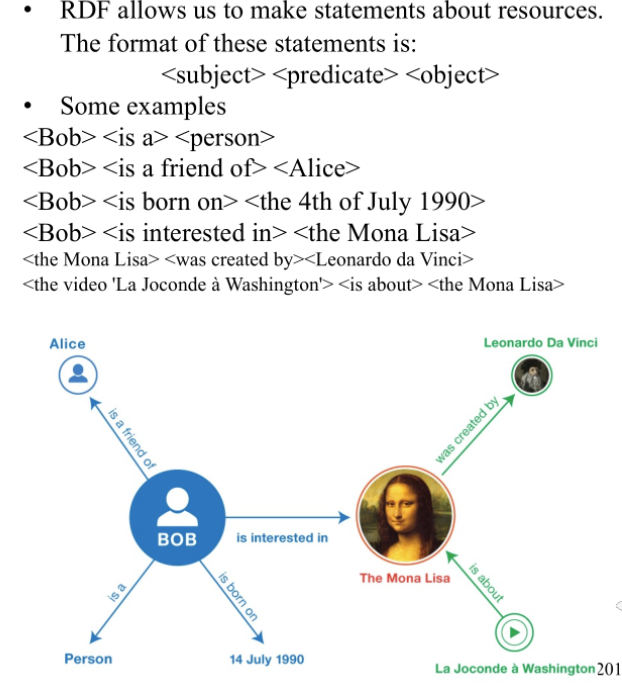 • RDF allows us to make statements about resources.
The format of these statements is:
<subject> <predicate> <object>
• Some examples
<Bob> <is a> <person>
<Bob> <is a friend of> <Alice>
<Bob> <is born on> <the 4th of July 1990>
<Bob> <is interested in> <the Mona Lisa>
<the Mona Lisa> <was created by><Leonardo da Vinci>
<the video 'La Joconde à Washington'> <is about> <the Mona Lisa>
Alice
Leonardo Da Vinci
is a friend of
was created by
BOB
is interested in
The Mona Lisa
is a
is born on
is about
Person
14 July 1990
La Joconde à Washington 201